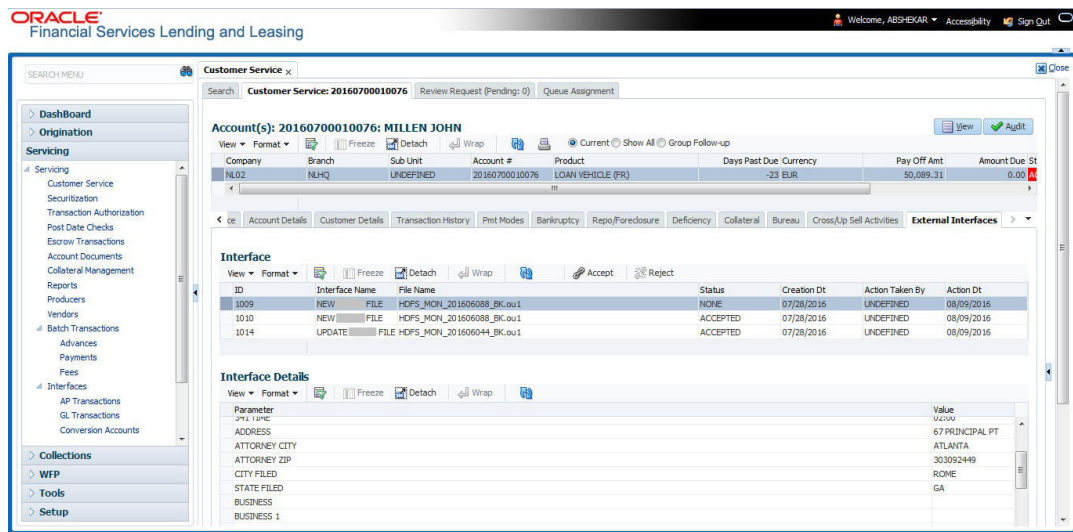 ORACLE
Financial Services Lending and Leasing
Welcome, ABSHEKAR Accessibility Sign Out
Close
SEARCH MENU
DashBoard
Origination
Servicing
Servicing
Customer Service
Securitization
Transaction Authorization
Post Date Checks
Escrow Transactions
Account Documents
Collateral Management
Reports
Producers
Vendors
Batch Transactions
Advances
Payments
Fees
Interfaces
AP Transactions
GL Transactions
Conversion Accounts
Collections
WFP
Tools
Setup
Customer Service x
Search Customer Service: 20160700010076 Review Request (Pending: 0) Queue Assignment
Account(s): 20160700010076: MILLEN JOHN
View Audit
View Format Freeze Detach Wrap Current Show All Group Follow-up
Company Branch Sub Unit Account # Product Days Past Due Currency Pay Off Amt Amount Due St
NL02 NLHQ UNDEFINED 20160700010076 LOAN VEHICLE (FR) -23 EUR 50,089.31 0.00 AC
ce Account Details Customer Details Transaction History Pmt Modes Bankruptcy Repo/Foreclosure Deficiency Collateral Bureau Cross/Up Sell Activities External Interfaces
Interface
View Format Freeze Detach Wrap Accept Reject
ID Interface Name File Name Status Creation Dt Action Taken By Action Dt
1009 NEW FILE HDFS_MON_201606088_BK.ou1 NONE 07/28/2016 UNDEFINED 08/09/2016
1010 NEW FILE HDFS_MON_201606088_BK.ou1 ACCEPTED 07/28/2016 UNDEFINED 08/09/2016
1014 UPDATE FILE HDFS_MON_201606044_BK.ou1 ACCEPTED 07/28/2016 UNDEFINED 08/09/2016
Interface Details
View Format Freeze Detach Wrap
Parameter Value
341 TIME 02:00
ADDRESS 67 PRINCIPAL PT
ATTORNEY CITY ATLANTA
ATTORNEY ZIP 303092449
CITY FILED ROME
STATE FILED GA
BUSINESS
BUSINESS 1